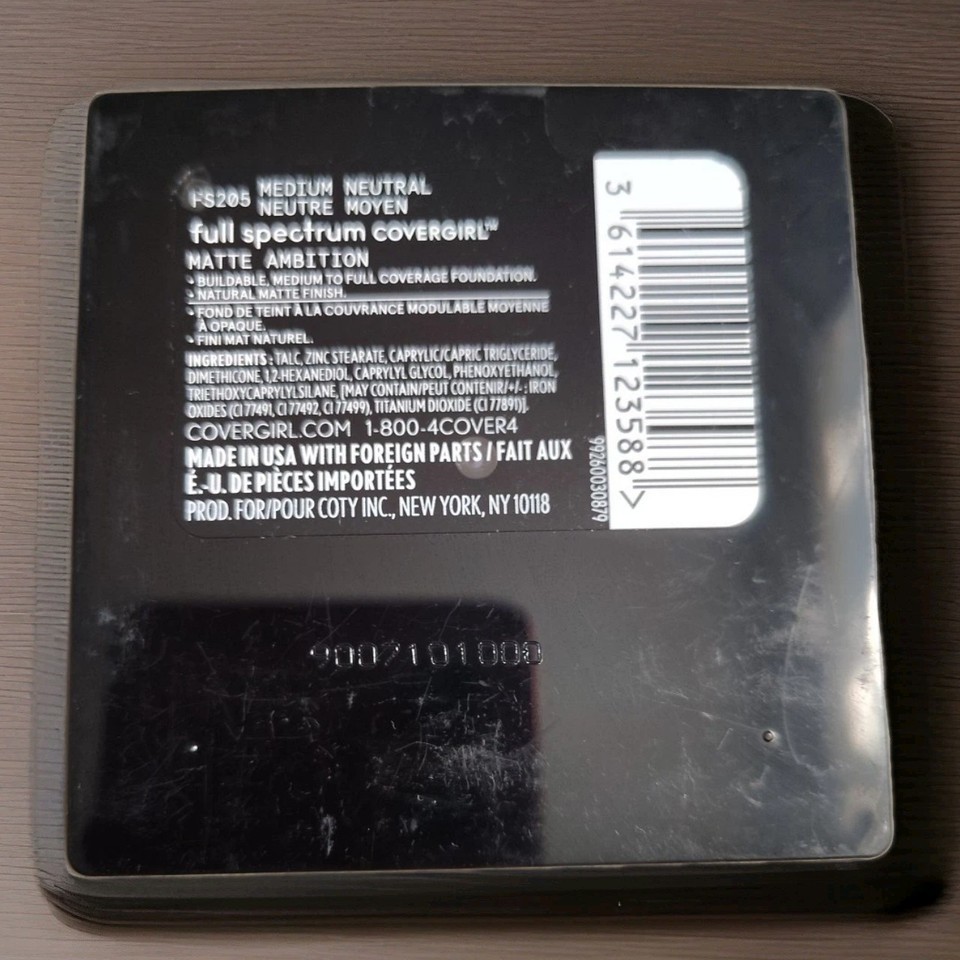 FS205 MEDIUM NEUTRAL
NEUTRE MOYEN
full spectrum COVERGIRL™
MATTE AMBITION
• BUILDABLE, MEDIUM TO FULL COVERAGE FOUNDATION.
• NATURAL MATTE FINISH.
• FOND DE TEINT À LA COUVRANCE MODULABLE MOYENNE
À OPAQUE.
• FINI MAT NATUREL.
INGREDIENTS: TALC, ZINC STEARATE, CAPRYLIC/CAPRIC TRIGLYCERIDE,
DIMETHICONE, 1,2-HEXANEDIOL, CAPRYLYL GLYCOL, PHENOXYETHANOL,
TRIETHOXYCAPRYLYLSILANE, [MAY CONTAIN/PEUT CONTENIR/+/-: IRON
OXIDES (CI 77491, CI 77492, CI 77499), TITANIUM DIOXIDE (CI 77891)].
COVERGIRL.COM 1-800-4COVER4
MADE IN USA WITH FOREIGN PARTS / FAIT AUX
É.-U. DE PIÈCES IMPORTÉES
PROD. FOR/POUR COTY INC., NEW YORK, NY 10118
99260030879
3 614227 123588 >
9007101000